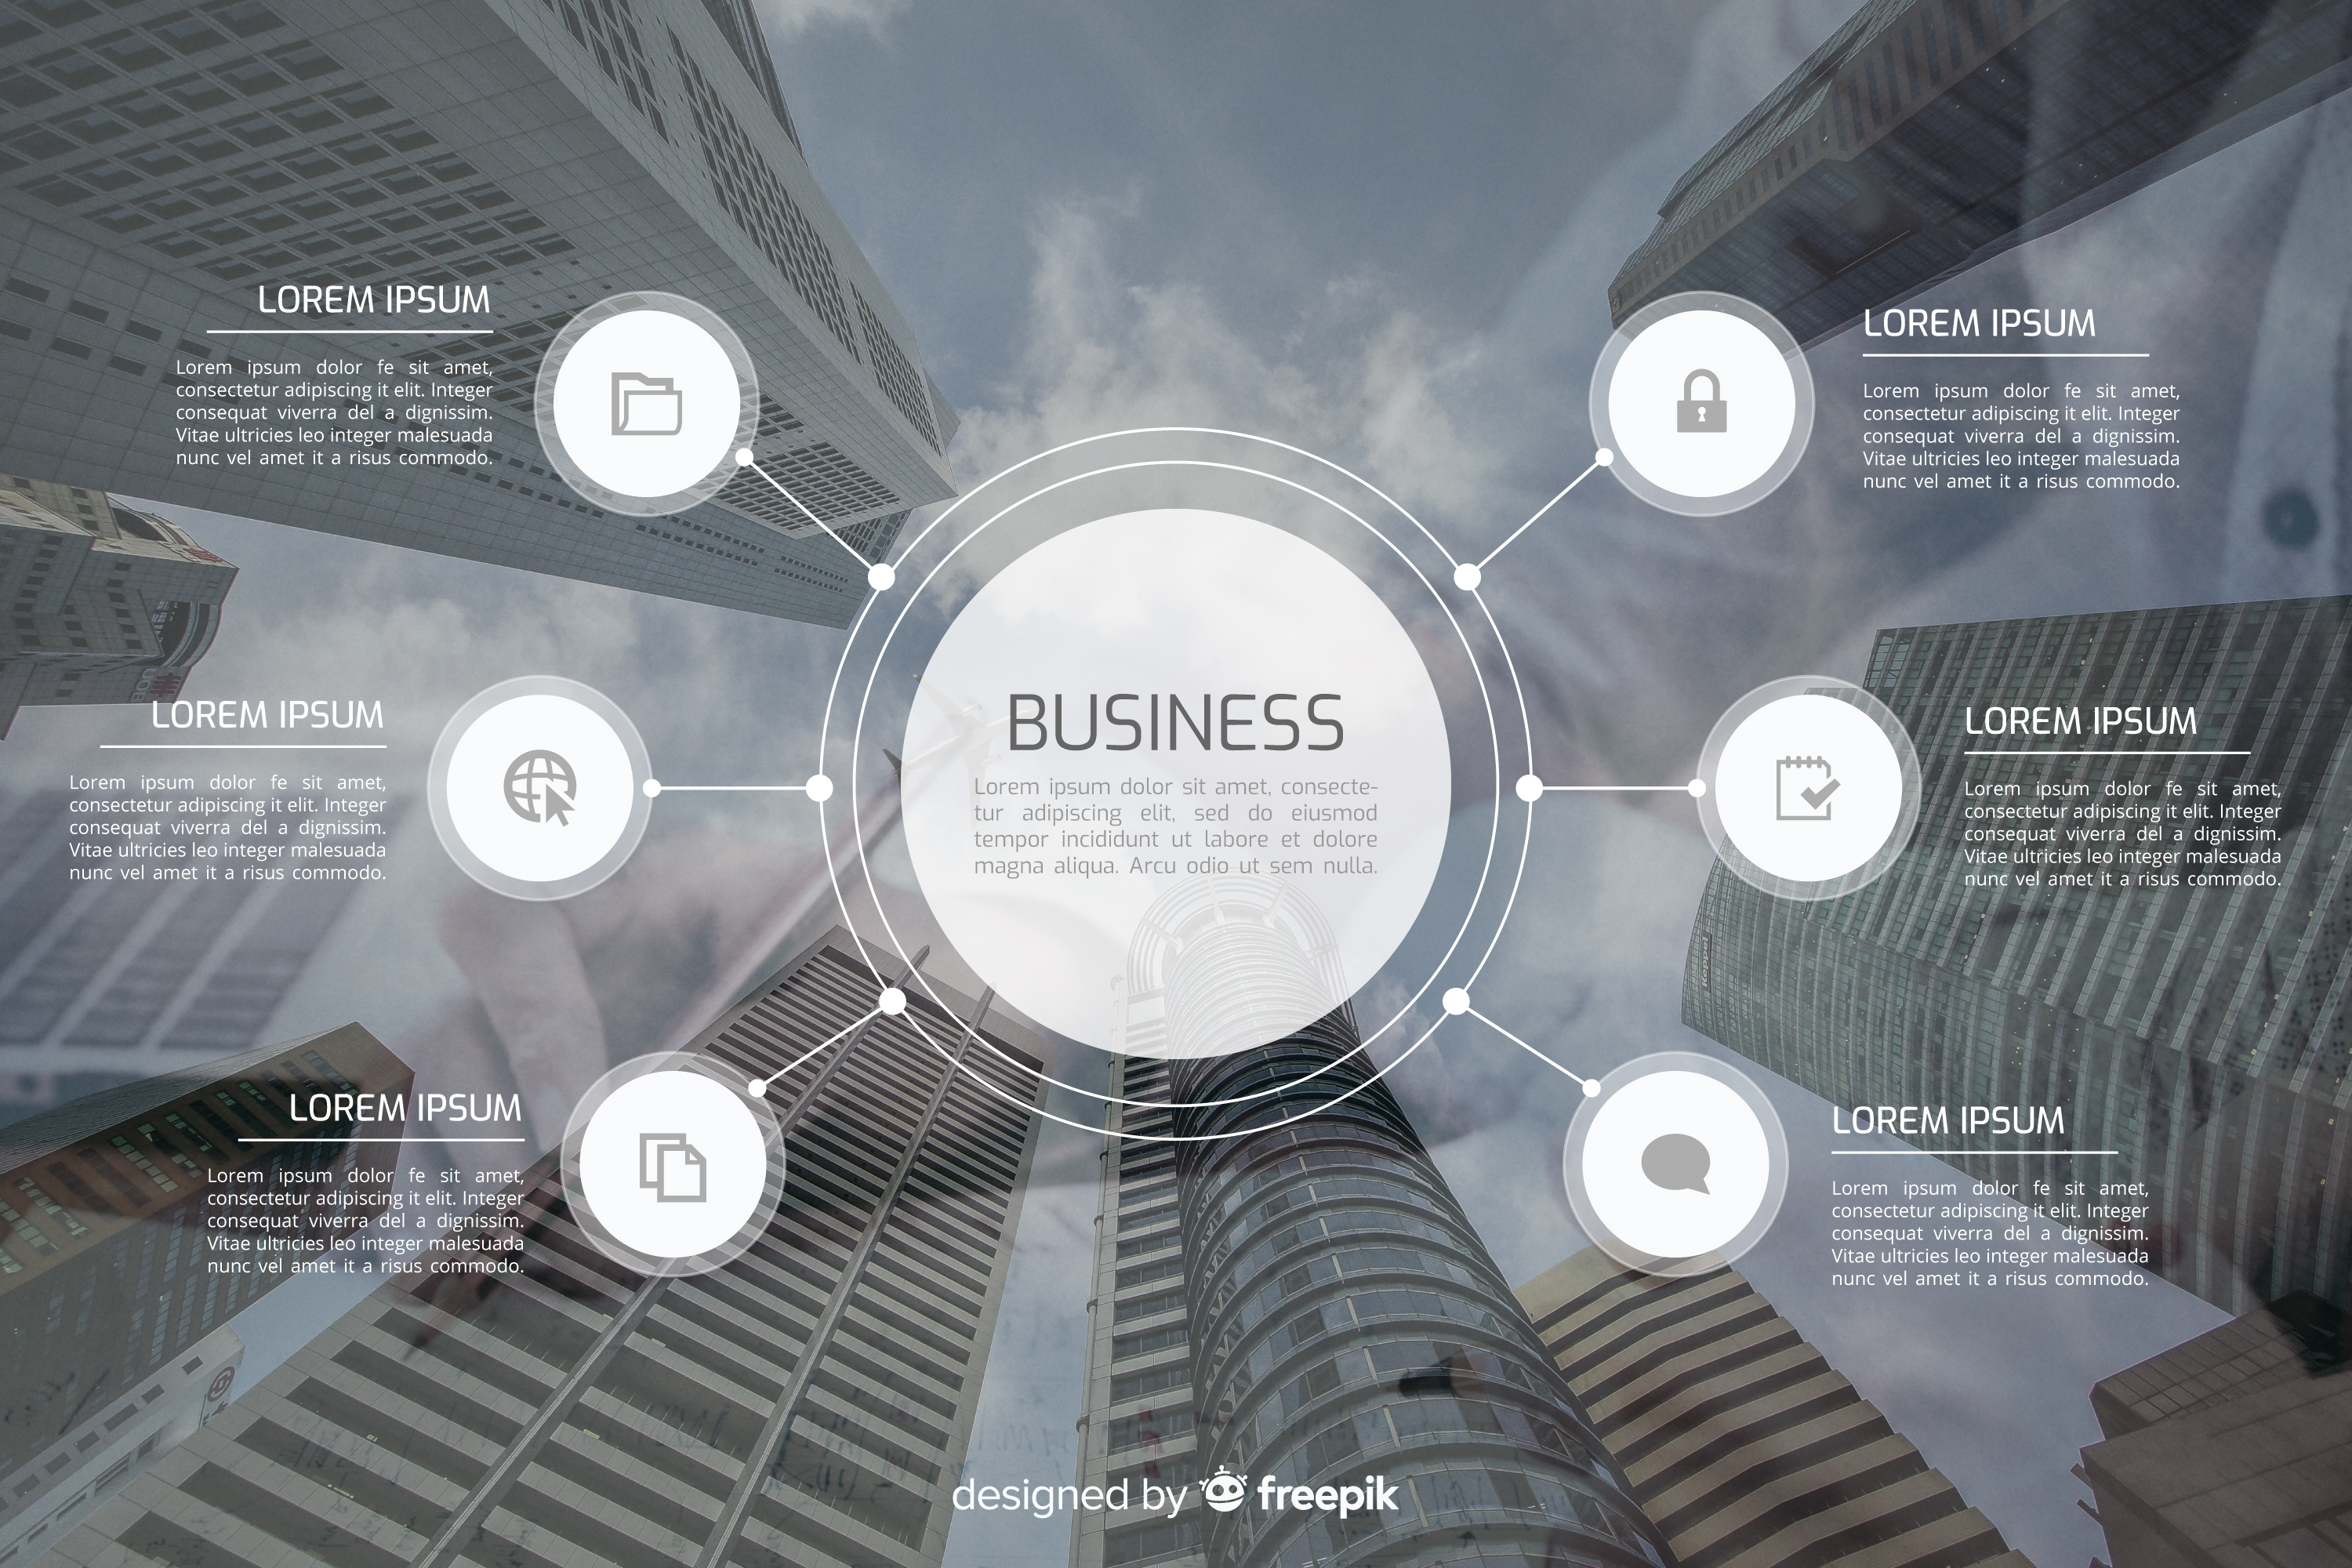 LOREM IPSUM
Lorem ipsum dolor fe sit amet,
consectetur adipiscing it elit. Integer
consequat viverra del a dignissim.
Vitae ultricies leo integer malesuada
nunc vel amet it a risus commodo.
LOREM IPSUM
Lorem ipsum dolor fe sit amet,
consectetur adipiscing it elit. Integer
consequat viverra del a dignissim.
Vitae ultricies leo integer malesuada
nunc vel amet it a risus commodo.
LOREM IPSUM
Lorem ipsum dolor fe sit amet,
consectetur adipiscing it elit. Integer
consequat viverra del a dignissim.
Vitae ultricies leo integer malesuada
nunc vel amet it a risus commodo.
BUSINESS
Lorem ipsum dolor sit amet, consecte-
tur adipiscing elit, sed do eiusmod
tempor incididunt ut labore et dolore
magna aliqua. Arcu odio ut sem nulla.
LOREM IPSUM
Lorem ipsum dolor fe sit amet,
consectetur adipiscing it elit. Integer
consequat viverra del a dignissim.
Vitae ultricies leo integer malesuada
nunc vel amet it a risus commodo.
LOREM IPSUM
Lorem ipsum dolor fe sit amet,
consectetur adipiscing it elit. Integer
consequat viverra del a dignissim.
Vitae ultricies leo integer malesuada
nunc vel amet it a risus commodo.
LOREM IPSUM
Lorem ipsum dolor fe sit amet,
consectetur adipiscing it elit. Integer
consequat viverra del a dignissim.
Vitae ultricies leo integer malesuada
nunc vel amet it a risus commodo.
designed by freepik